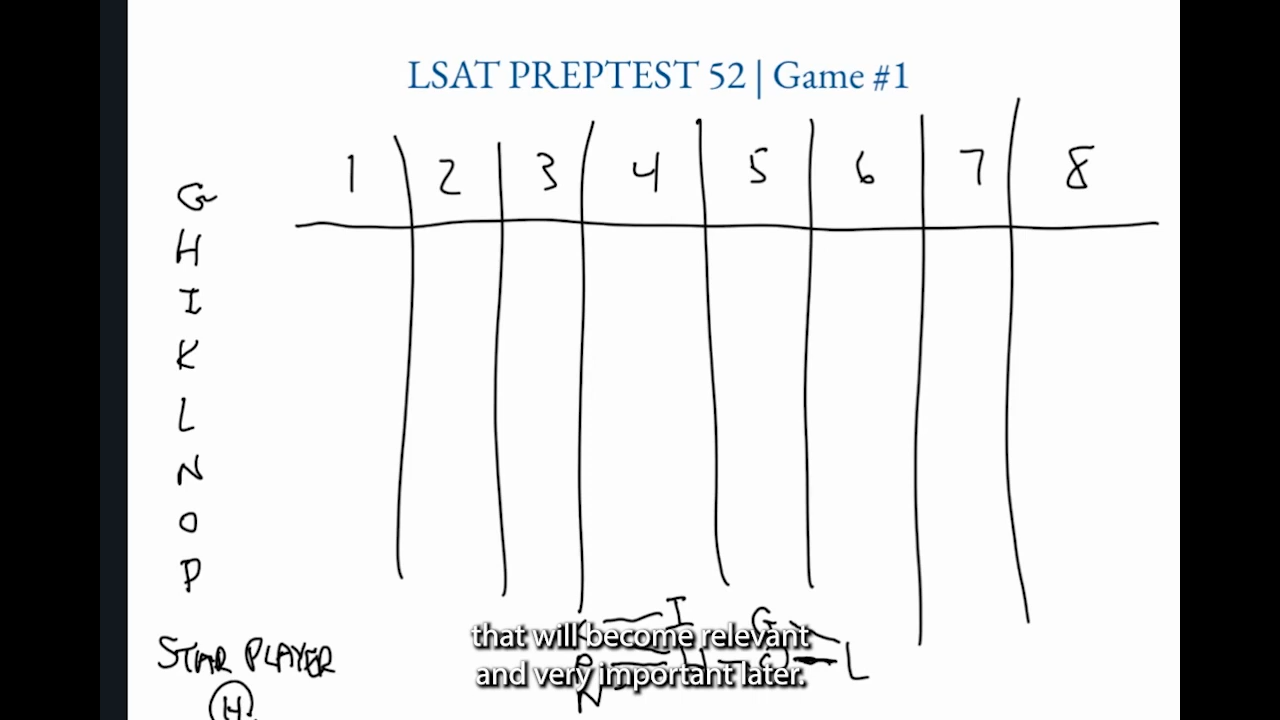 LSAT PREPTEST 52 | Game #1
1 2 3 4 5 6 7 8
G
H
I
K
L
N
O
P
K I G
that will become relevant
and very important later.
L
N
STAR PLAYER
H